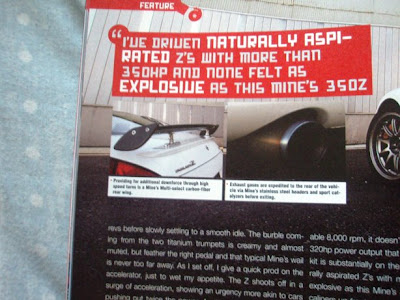 FEATURE
“I'VE DRIVEN NATURALLY ASPI-
RATED Z'S WITH MORE THAN
350HP AND NONE FELT AS
EXPLOSIVE AS THIS MINE'S 350Z
• Providing for additional downforce through high
speed turns is a Mine's Multi-select carbon-fiber
rear wing.
• Exhaust gases are expedited to the rear of the vehi-
cle via Mine's stainless steel headers and sport cat-
alyzers before exiting.
revs before slowly settling to a smooth idle. The burble com-
ing from the two titanium trumpets is creamy and almost
muted, but feather the right pedal and that typical Mine's wail
is never too far away. As I set off, I give a quick prod on the
accelerator, just to wet my appetite. The Z shoots off in a
surge of acceleration, showing an urgency more akin to cars
pushing out twice the
able 8,000 rpm, it doesn't
320hp power output that
kit is substantially on the
rally aspirated Z's with m
explosive as this Mine's